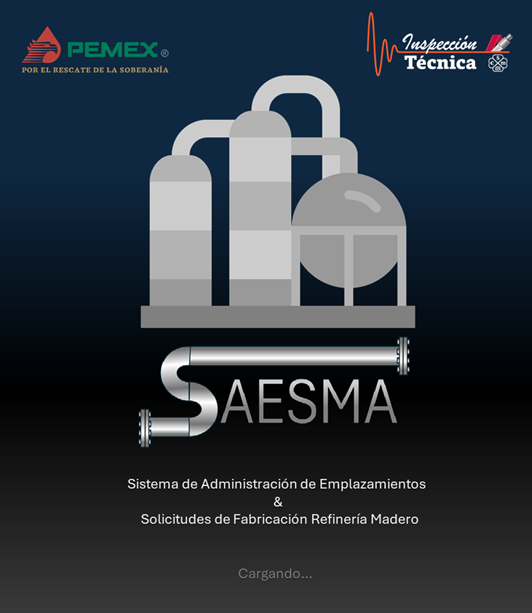 PEMEX®
POR EL RESCATE DE LA SOBERANÍA
Inspección
Técnica
SAESMA
Sistema de Administración de Emplazamientos
&
Solicitudes de Fabricación Refinería Madero
Cargando...